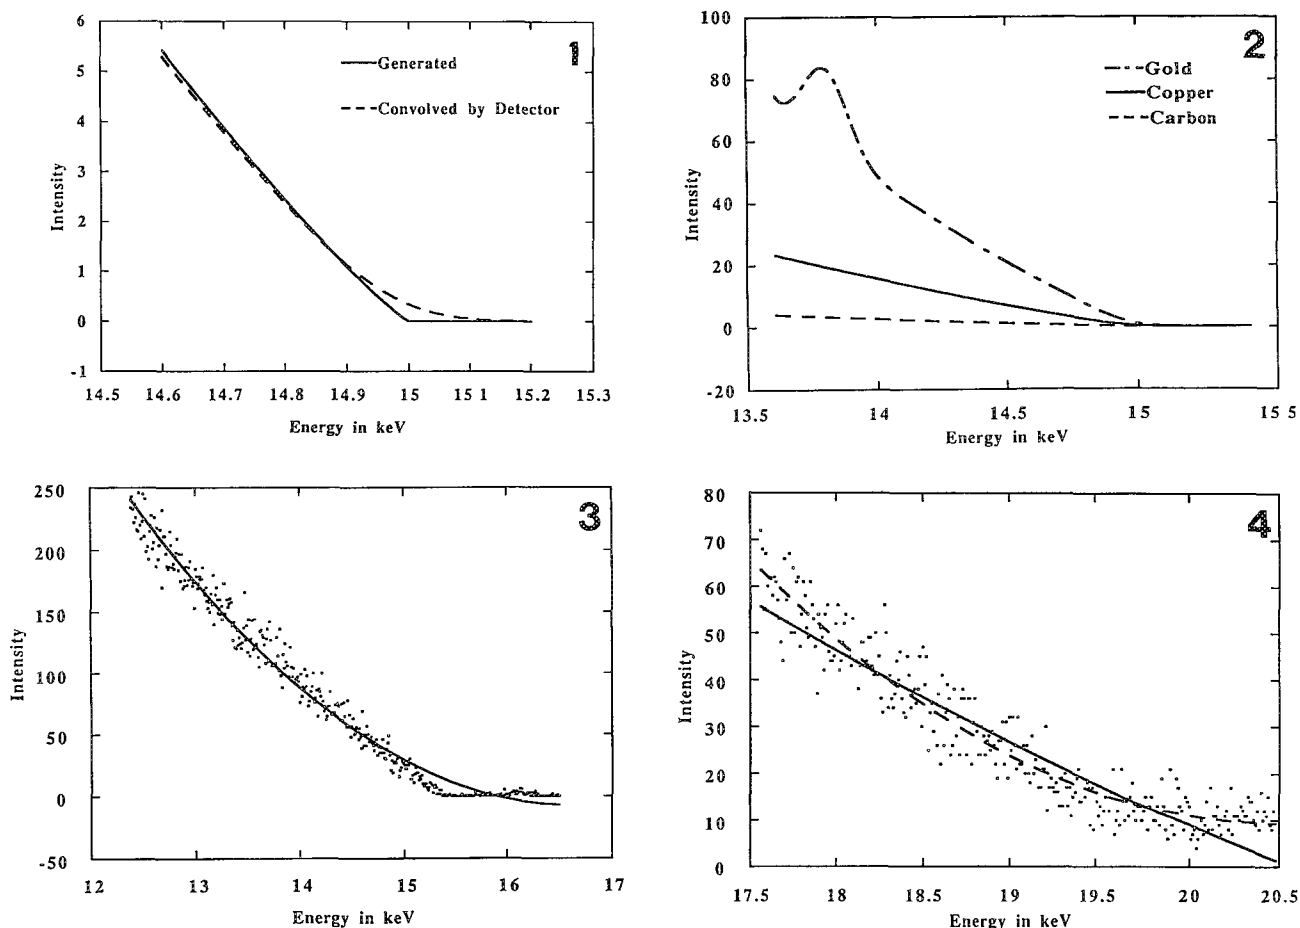 1
6
5
4
3
2
1
0
-1
Intensity
Generated
Convolved by Detector
14.5 14.6 14.7 14.8 14.9 15 15 1 15.2 15.3
Energy in keV
2
100
80
60
40
20
0
-20
Intensity
Gold
Copper
Carbon
13.5 14 14.5 15 15 5
Energy in keV
3
250
200
150
100
50
0
-50
Intensity
12 13 14 15 16 17
Energy in keV
4
80
70
60
50
40
30
20
10
0
Intensity
17.5 18 18.5 19 19.5 20 20.5
Energy in keV